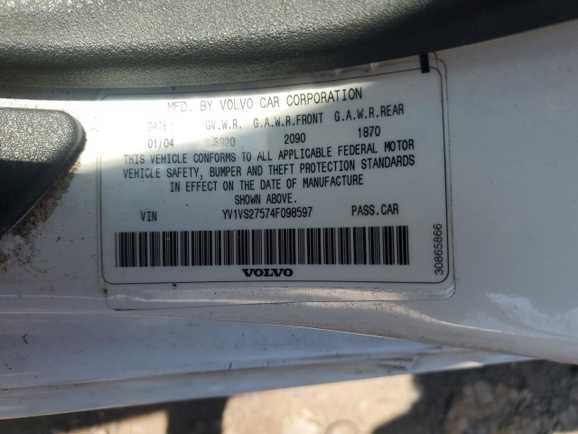 MFD. BY VOLVO CAR CORPORATION
DATE: G.V.W.R. G.A.W.R.FRONT G.A.W.R.REAR
01/04 2090 1870
THIS VEHICLE CONFORMS TO ALL APPLICABLE FEDERAL MOTOR
VEHICLE SAFETY, BUMPER AND THEFT PROTECTION STANDARDS
IN EFFECT ON THE DATE OF MANUFACTURE
SHOWN ABOVE.
VIN YV1VS27574F098597 PASS.CAR
VOLVO
30865866